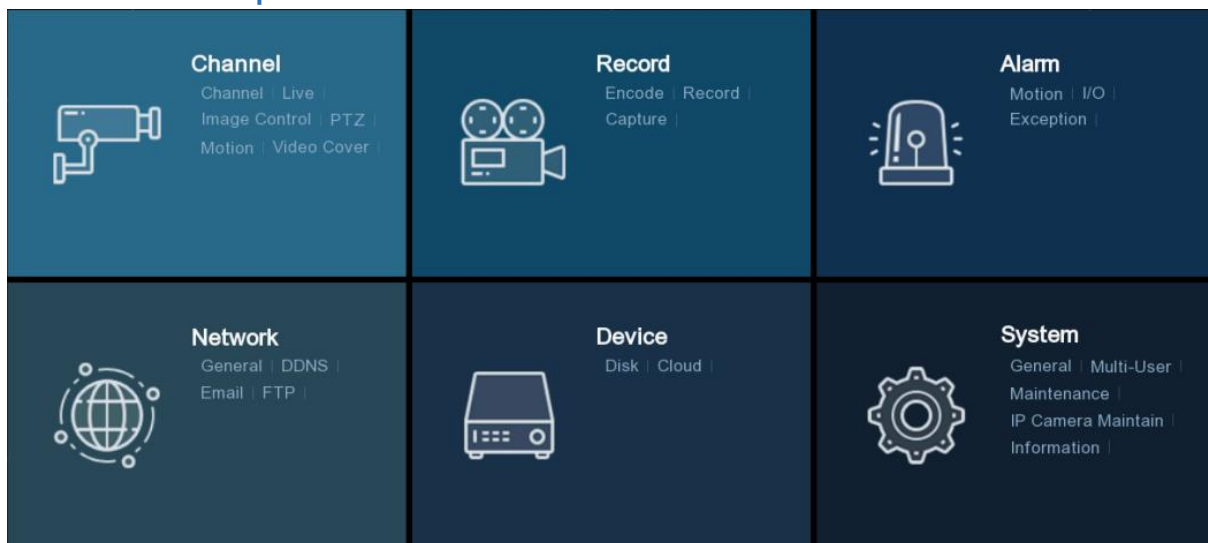 Channel
Channel | Live |
Image Control | PTZ |
Motion | Video Cover |
Record
Encode | Record |
Capture |
Alarm
Motion | I/O |
Exception |
Network
General | DDNS |
Email | FTP |
Device
Disk | Cloud |
System
General | Multi-User |
Maintenance |
IP Camera Maintain |
Information |